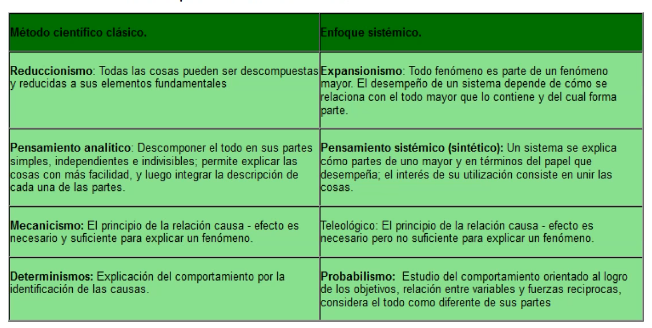 Método científico clásico.
Enfoque sistémico.
Reduccionismo: Todas las cosas pueden ser descompuestas
y reducidas a sus elementos fundamentales
Expansionismo: Todo fenómeno es parte de un fenómeno
mayor. El desempeño de un sistema depende de cómo se
relaciona con el todo mayor que lo contiene y del cual forma
parte.
Pensamiento analítico: Descomponer el todo en sus partes
simples, independientes e indivisibles; permite explicar las
cosas con más facilidad, y luego integrar la descripción de
cada una de las partes.
Pensamiento sistémico (sintético): Un sistema se explica
cómo partes de uno mayor y en términos del papel que
desempeña; el interés de su utilización consiste en unir las
cosas.
Mecanicismo: El principio de la relación causa - efecto es
necesario y suficiente para explicar un fenómeno.
Teleológico: El principio de la relación causa - efecto es
necesario pero no suficiente para explicar un fenómeno.
Determinismos: Explicación del comportamiento por la
identificación de las causas.
Probabilismo: Estudio del comportamiento orientado al logro
de los objetivos, relación entre variables y fuerzas reciprocas,
considera el todo como diferente de sus partes